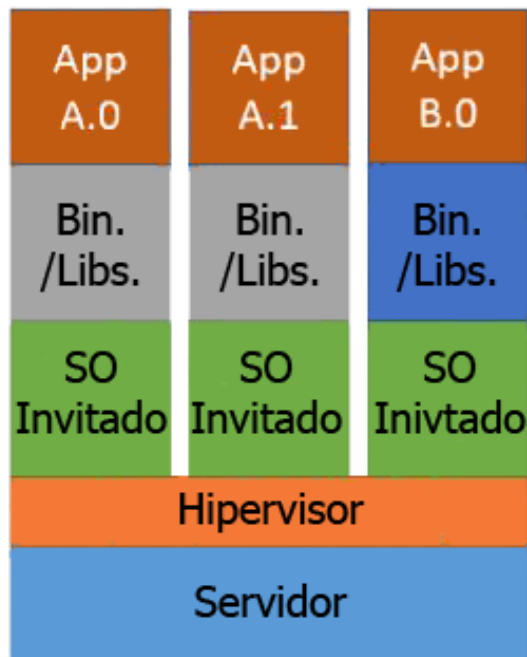 App
A.0
App
A.1
App
B.0
Bin.
/Libs.
Bin.
/Libs.
Bin.
/Libs.
SO
Invitado
SO
Invitado
SO
Inivtado
Hipervisor
Servidor